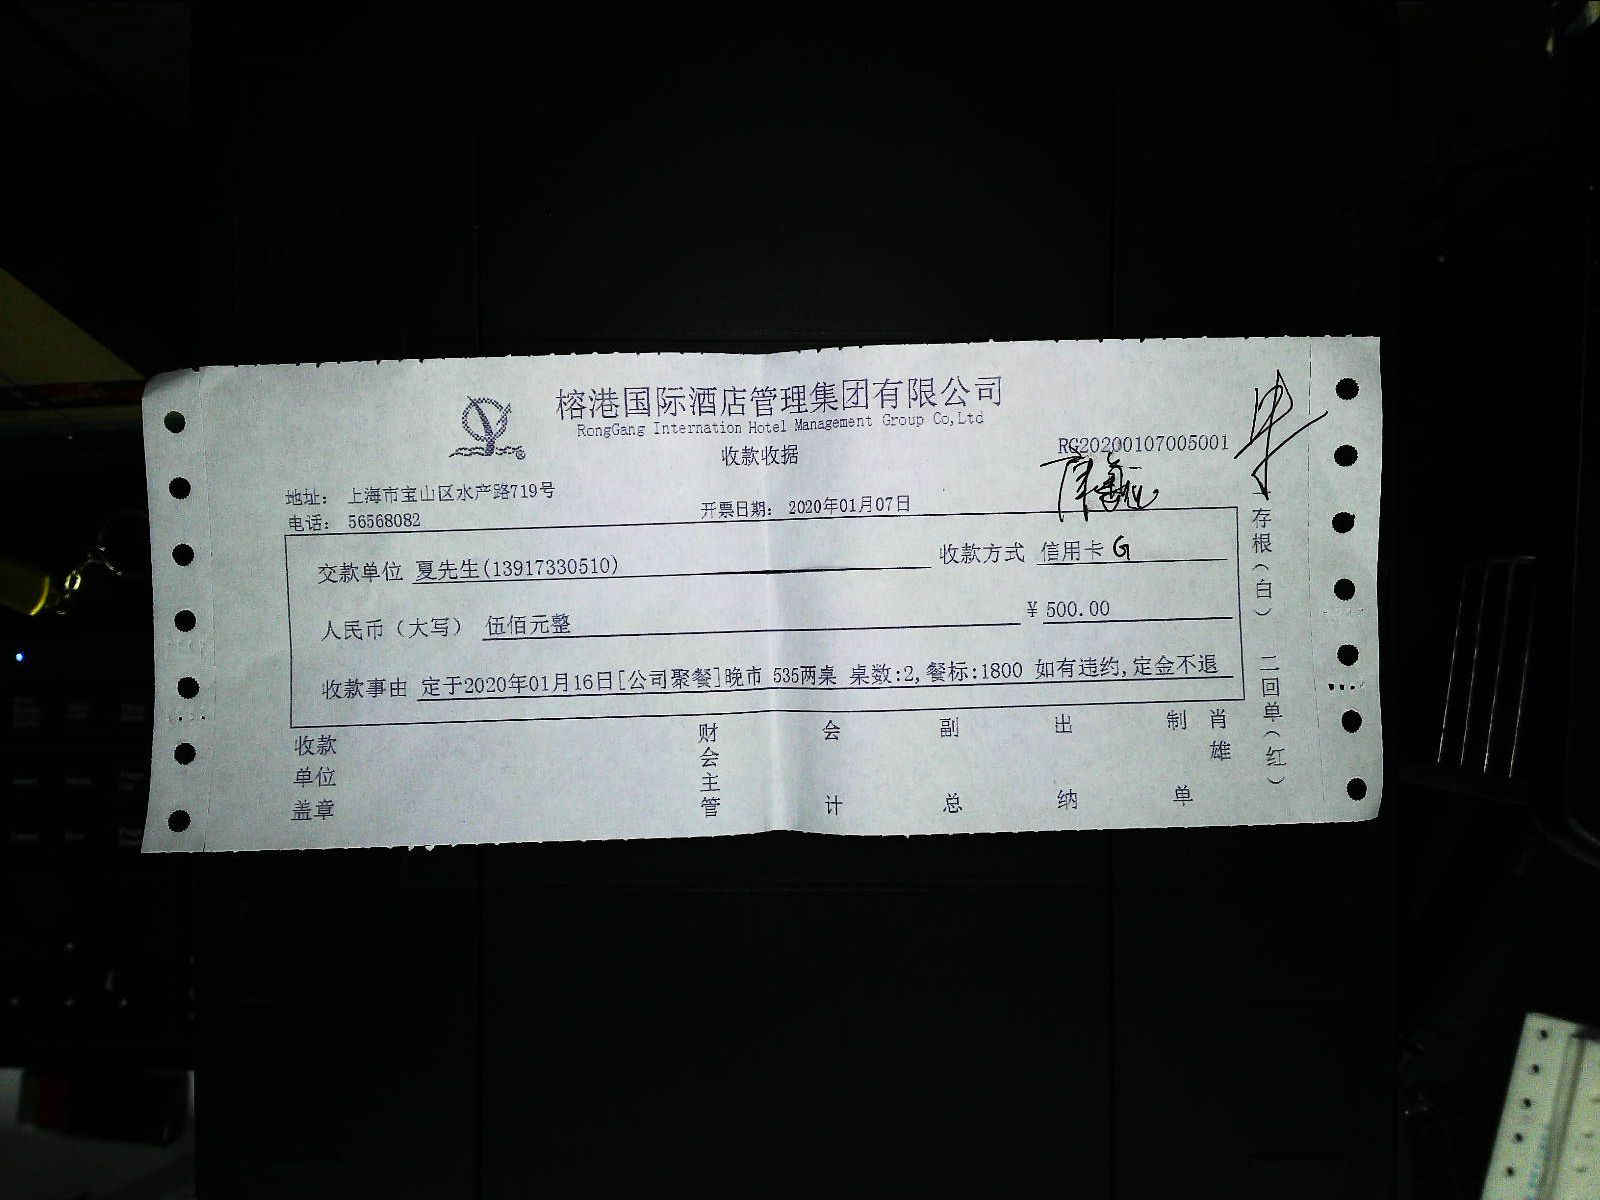 榕港国际酒店管理集团有限公司
RongGang Internation Hotel Management Group Co,Ltd
收款收据
RG20200107005001
地址： 上海市宝山区水产路719号
电话： 56568082
开票日期： 2020年01月07日
交款单位 夏先生(13917330510)
收款方式 信用卡 G
人民币（大写） 伍佰元整
¥ 500.00
收款事由 定于2020年01月16日[公司聚餐]晚市 535两桌 桌数:2,餐标:1800 如有违约,定金不退
收款单位盖章
财会主管
会计
副总
出纳
制单
肖雄
一存根（白） 二回单（红）